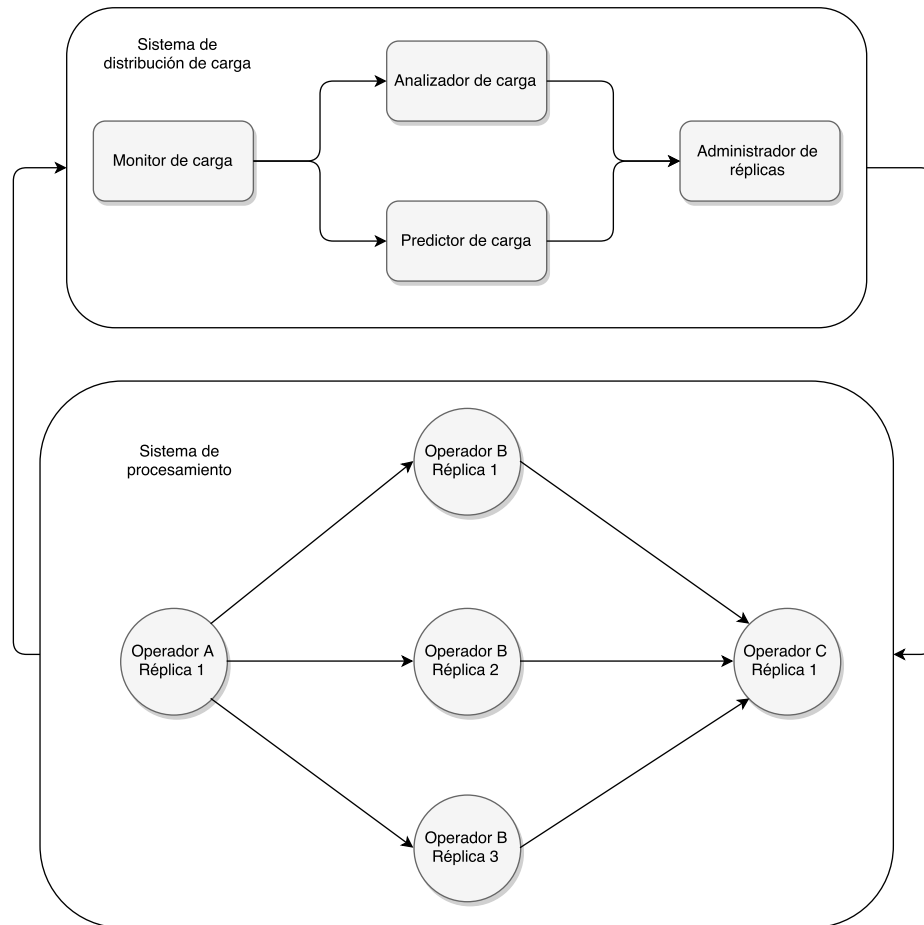 Sistema de
distribución de carga
Analizador de carga
Monitor de carga
Administrador de
réplicas
Predictor de carga
Sistema de
procesamiento
Operador B
Réplica 1
Operador A
Réplica 1
Operador B
Réplica 2
Operador C
Réplica 1
Operador B
Réplica 3